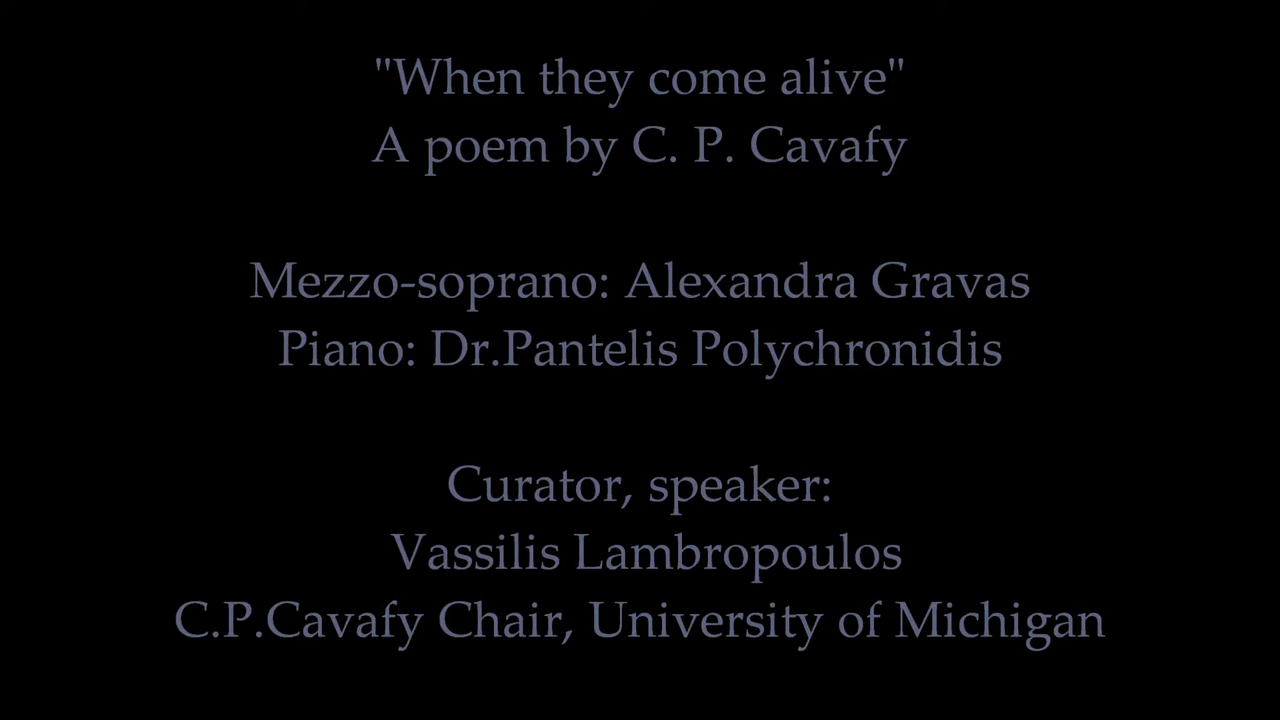 "When they come alive"
A poem by C. P. Cavafy
Mezzo-soprano: Alexandra Gravas
Piano: Dr.Pantelis Polychronidis
Curator, speaker:
Vassilis Lambropoulos
C.P.Cavafy Chair, University of Michigan